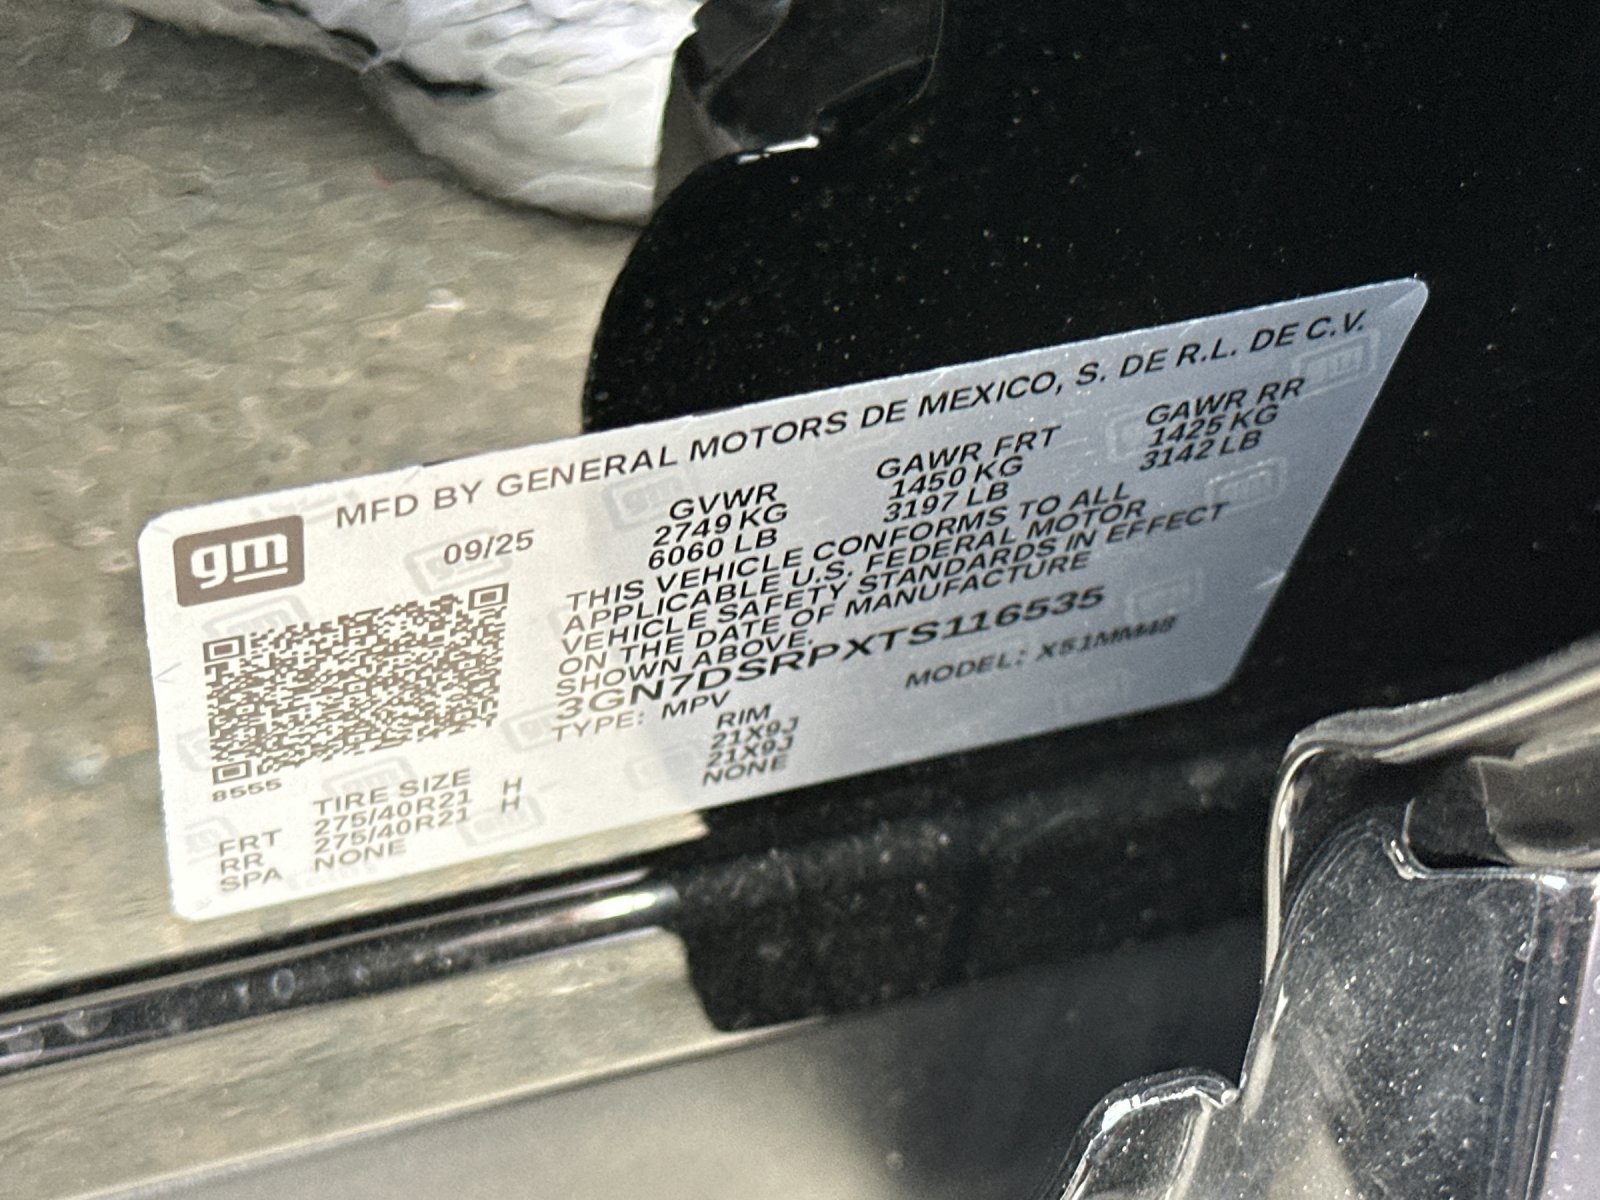 gm
MFD BY GENERAL MOTORS DE MEXICO, S. DE R.L. DE C.V.
09/25
GVWR GAWR FRT GAWR RR
2749 KG 1450 KG 1425 KG
6060 LB 3197 LB 3142 LB
THIS VEHICLE CONFORMS TO ALL
APPLICABLE U.S. FEDERAL MOTOR
VEHICLE SAFETY STANDARDS IN EFFECT
ON THE DATE OF MANUFACTURE
SHOWN ABOVE.
3GN7DSRPXTS116535
TYPE: MPV MODEL: X51MM48
8555
TIRE SIZE RIM
FRT 275/40R21 H 21X9J
RR 275/40R21 H 21X9J
SPA NONE NONE